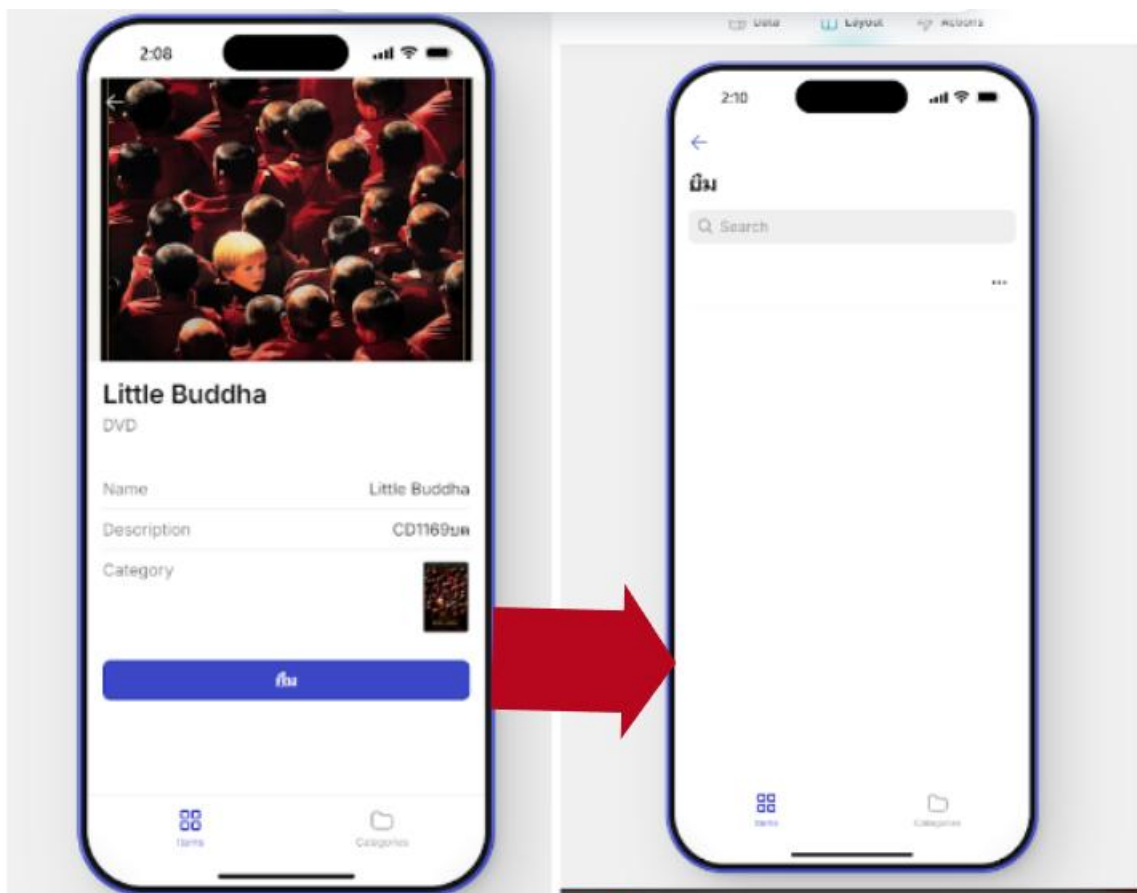 2:08
Little Buddha
DVD
Name Little Buddha
Description CD1169บด
Category
ยืม
Items Categories
Data Layout Actions
2:10
ยืม
Search
Items Categories